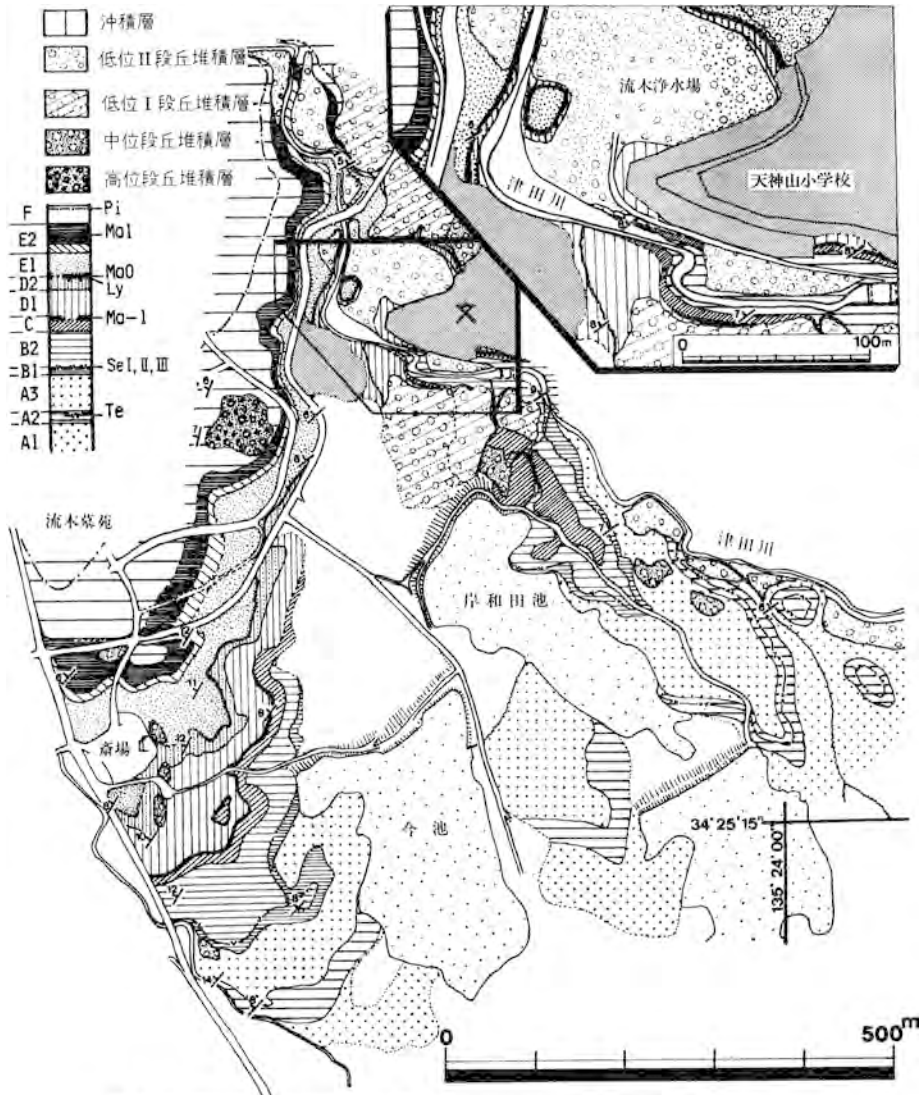 沖積層
低位II段丘堆積層
低位I段丘堆積層
中位段丘堆積層
高位段丘堆積層
F
Pi
E2
Ma1
E1
Ma0
D2
Ly
D1
C
Ma-1
B2
B1
SeI,II,III
A3
A2
Te
A1
流木浄水場
天神山小学校
津田川
0
100m
流木墓苑
斎場
今池
岸和田池
津田川
34°25'15"
135°24'00"
0
500m